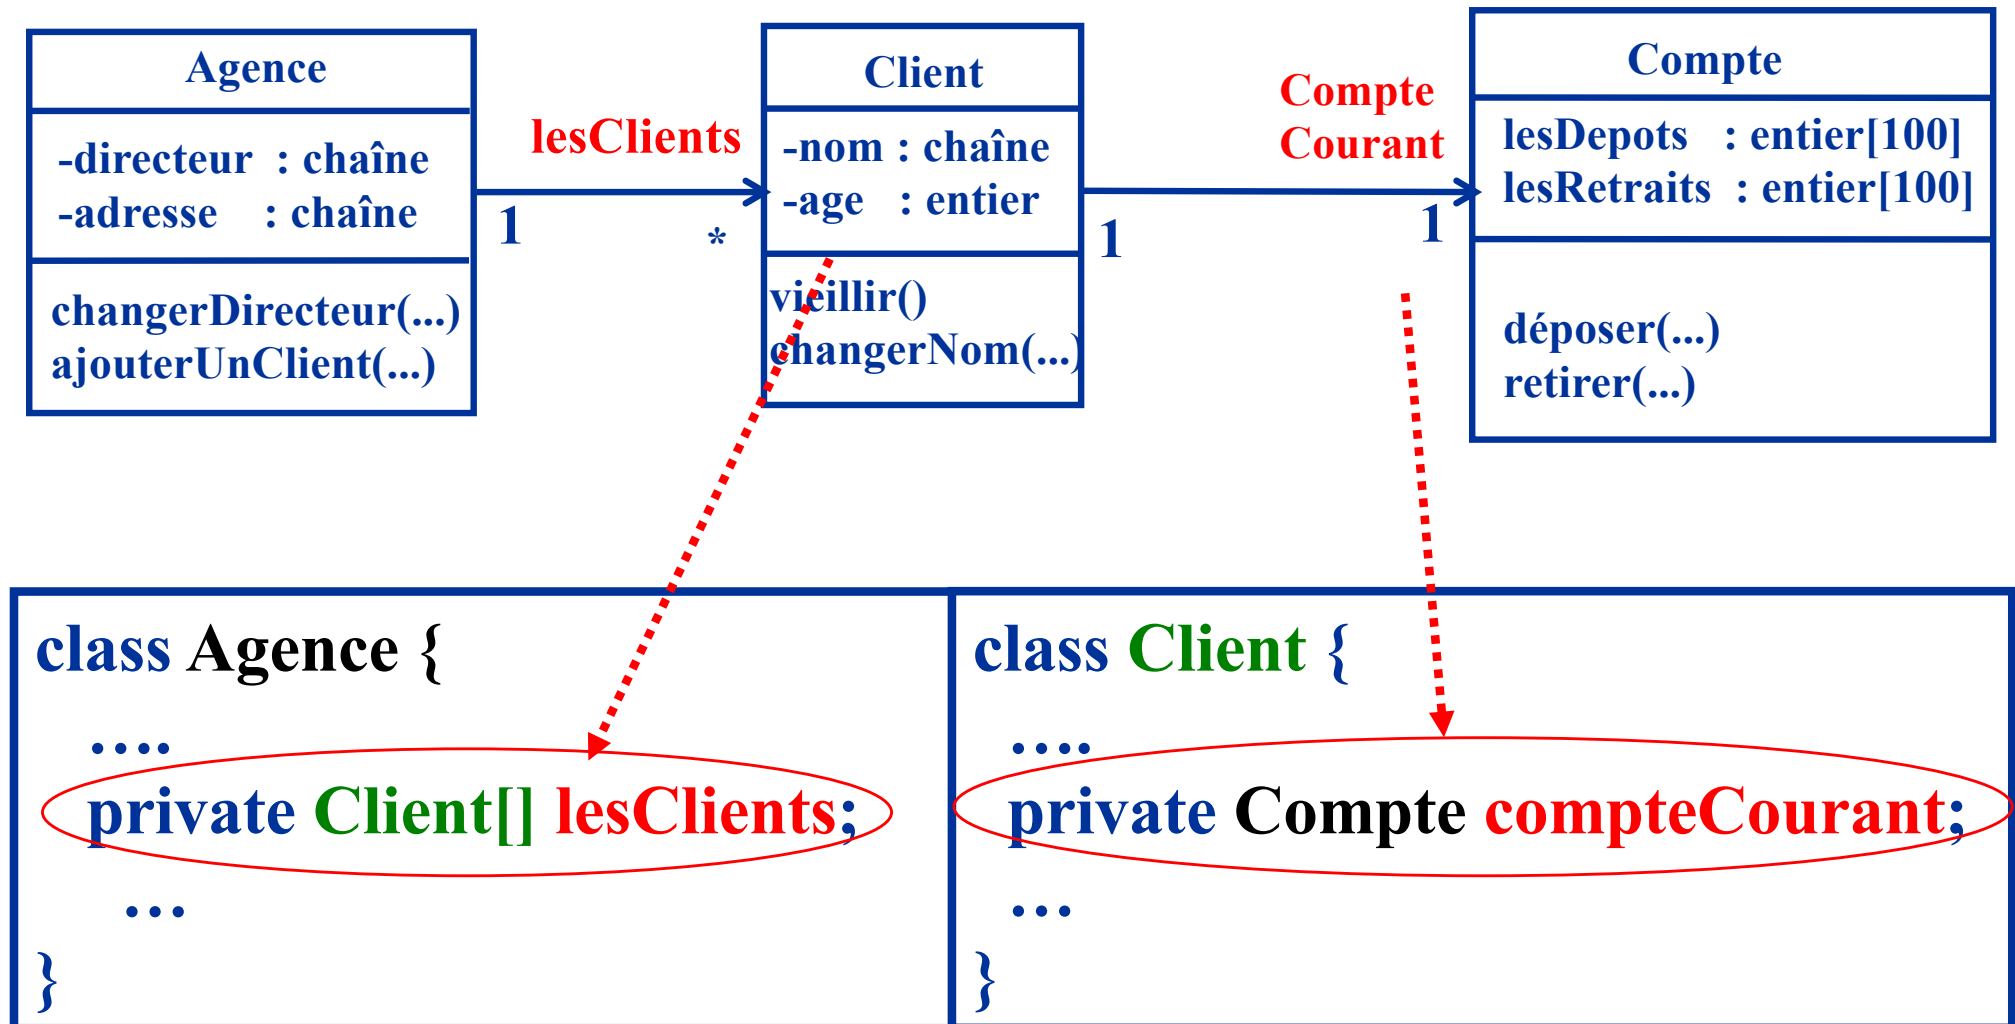 Agence
-directeur : chaîne
-adresse : chaîne
changerDirecteur(...)
ajouterUnClient(...)
lesClients
1
*
Client
-nom : chaîne
-age : entier
vieillir()
changerNom(...)
Compte
Courant
1
1
Compte
lesDepots : entier[100]
lesRetraits : entier[100]
déposer(...)
retirer(...)
class Agence {
....
private Client[] lesClients;
...
}
class Client {
....
private Compte compteCourant;
...
}